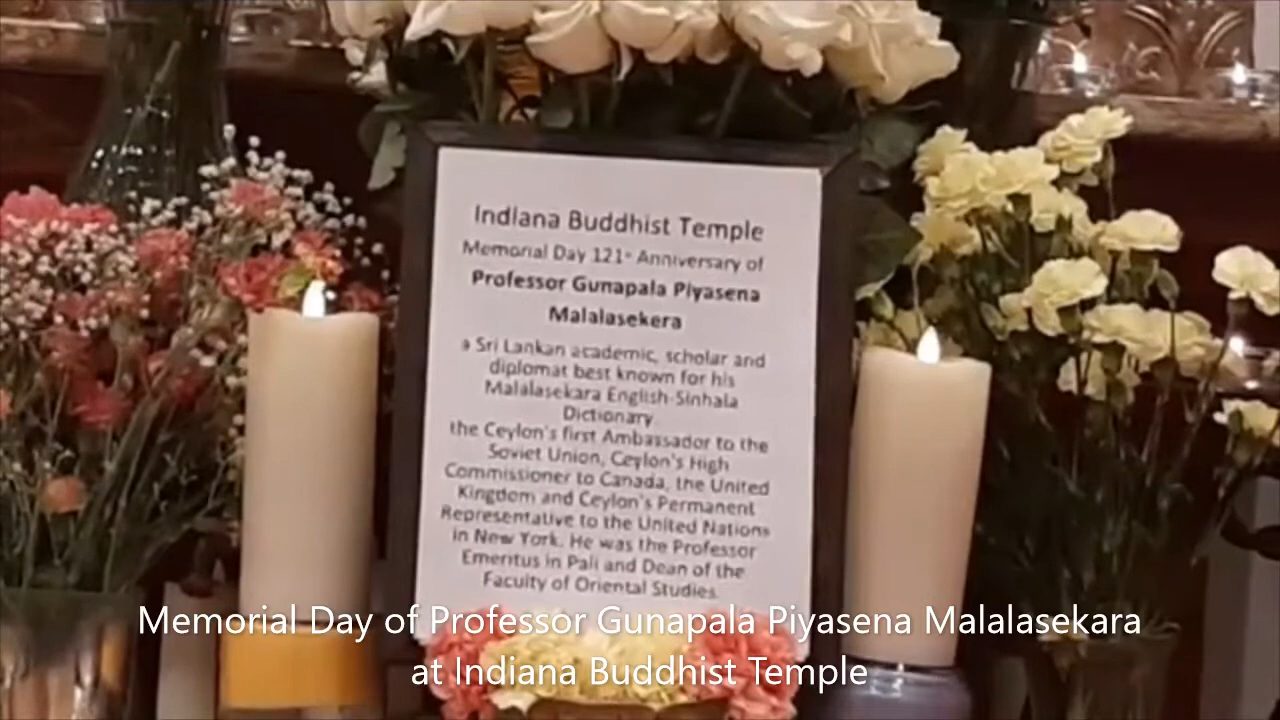 Indiana Buddhist Temple
Memorial Day 121st Anniversary of
Professor Gunapala Piyasena
Malalasekera
a Sri Lankan academic, scholar and
diplomat best known for his
Malalasekara English-Sinhala
Dictionary
the Ceylon's first Ambassador to the
Soviet Union, Ceylon's High
Commissioner to Canada, the United
Kingdom and Ceylon's Permanent
Representative to the United Nations
in New York. He was the Professor
Emeritus in Pali and Dean of the
Faculty of Oriental Studies.
Memorial Day of Professor Gunapala Piyasena Malalasekara
at Indiana Buddhist Temple